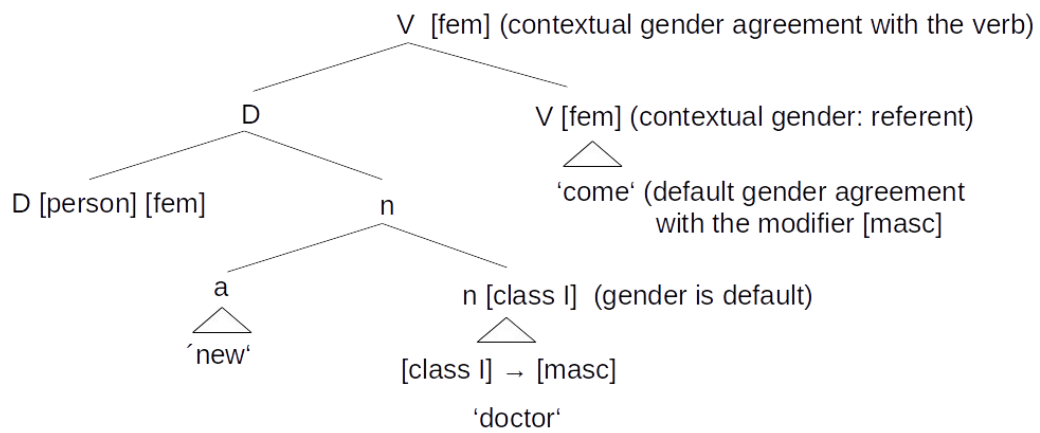 V [fem] (contextual gender agreement with the verb)
D
V [fem] (contextual gender: referent)
D [person] [fem]
n
‘come‘ (default gender agreement
with the modifier [masc]
a
n [class I] (gender is default)
´new‘
[class I] → [masc]
‘doctor‘